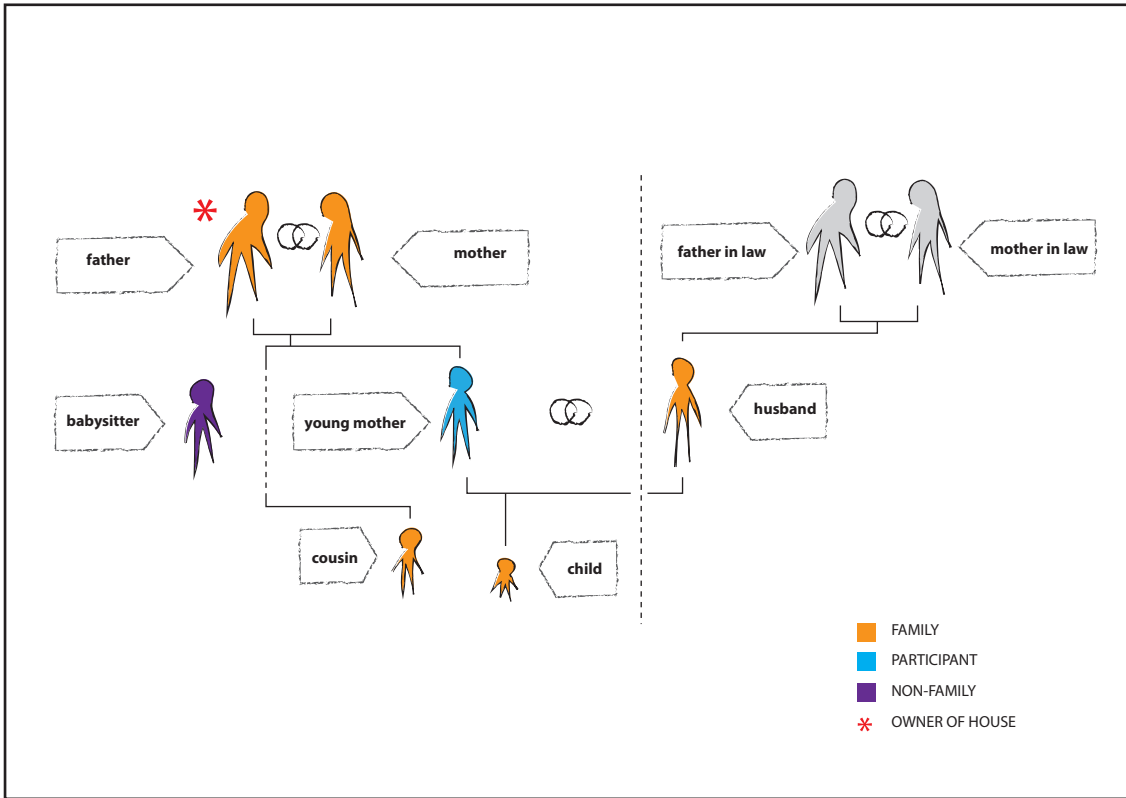 father
mother
father in law
mother in law
babysitter
young mother
husband
cousin
child
FAMILY
PARTICIPANT
NON-FAMILY
* OWNER OF HOUSE